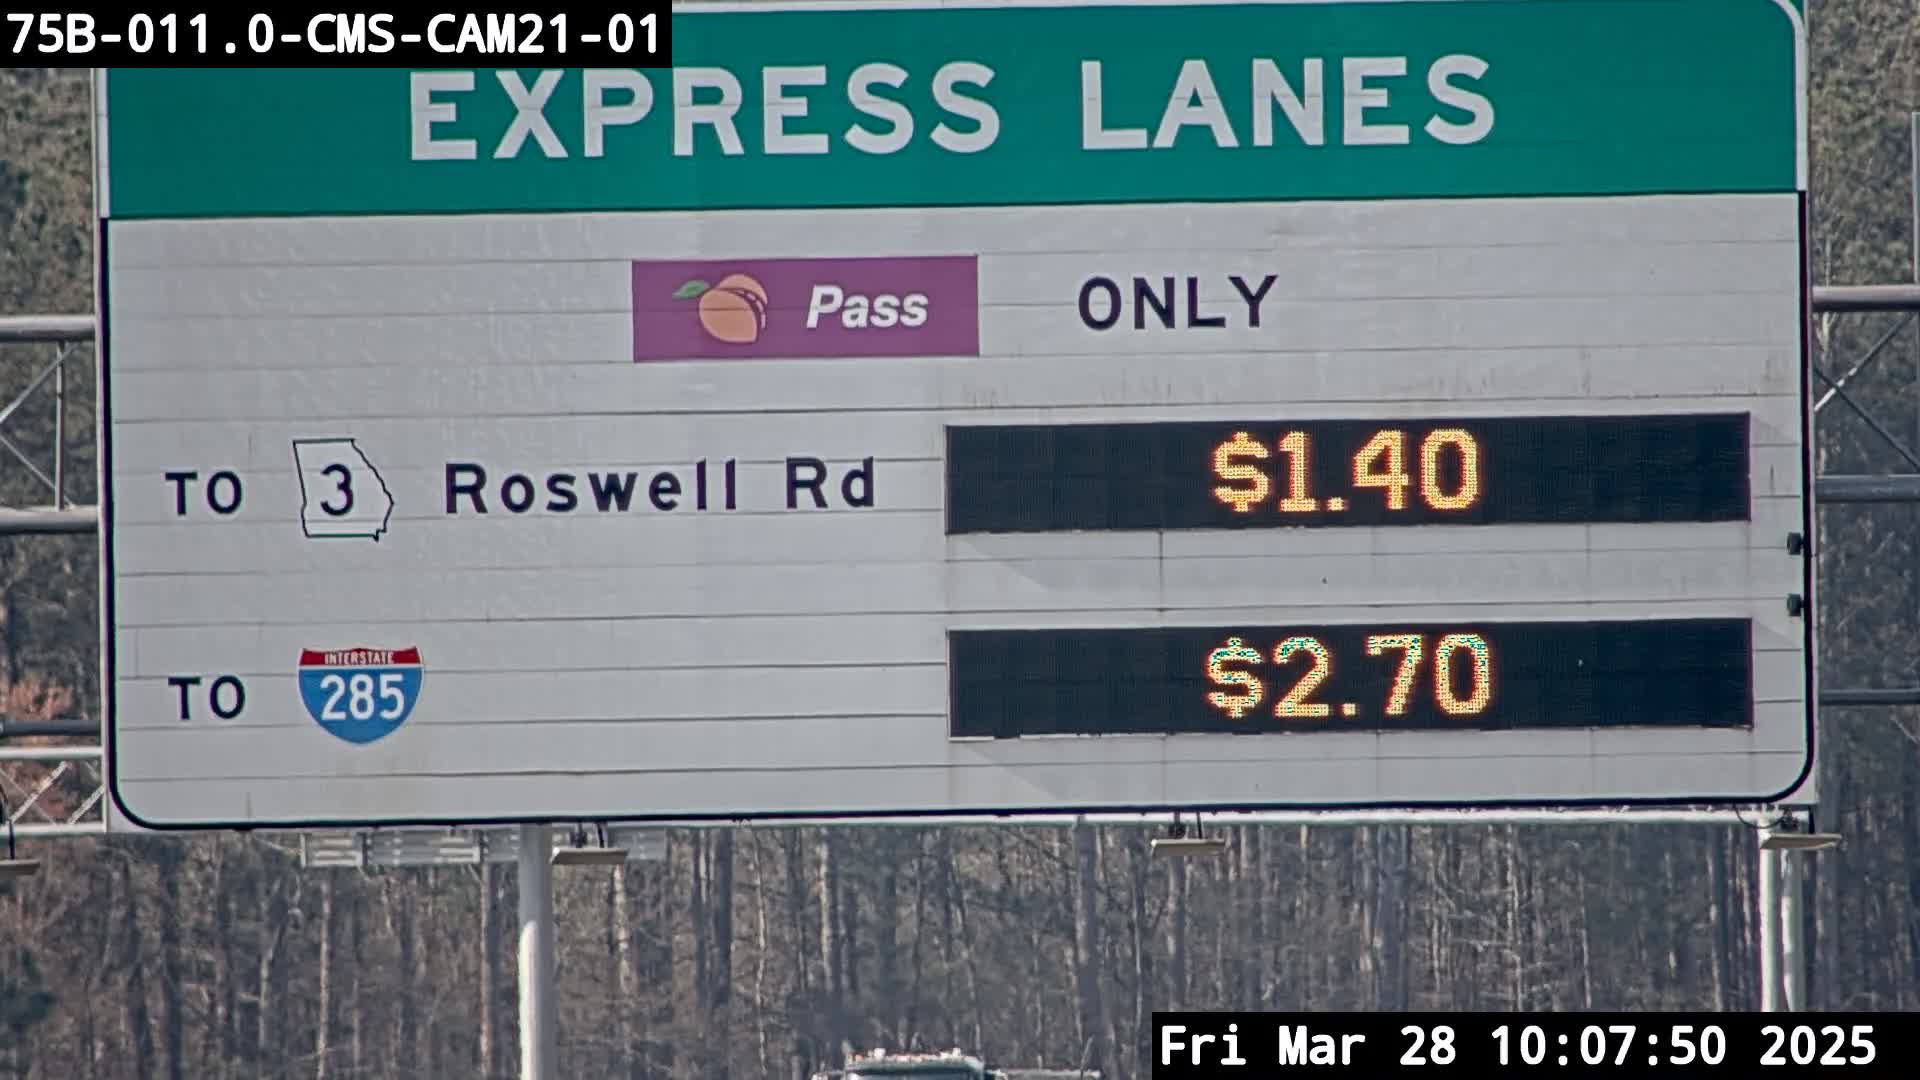 75B-011.0-CMS-CAM21-01
EXPRESS LANES
Pass ONLY
TO 3 Roswell Rd $1.40
TO INTERSTATE 285 $2.70
Fri Mar 28 10:07:50 2025